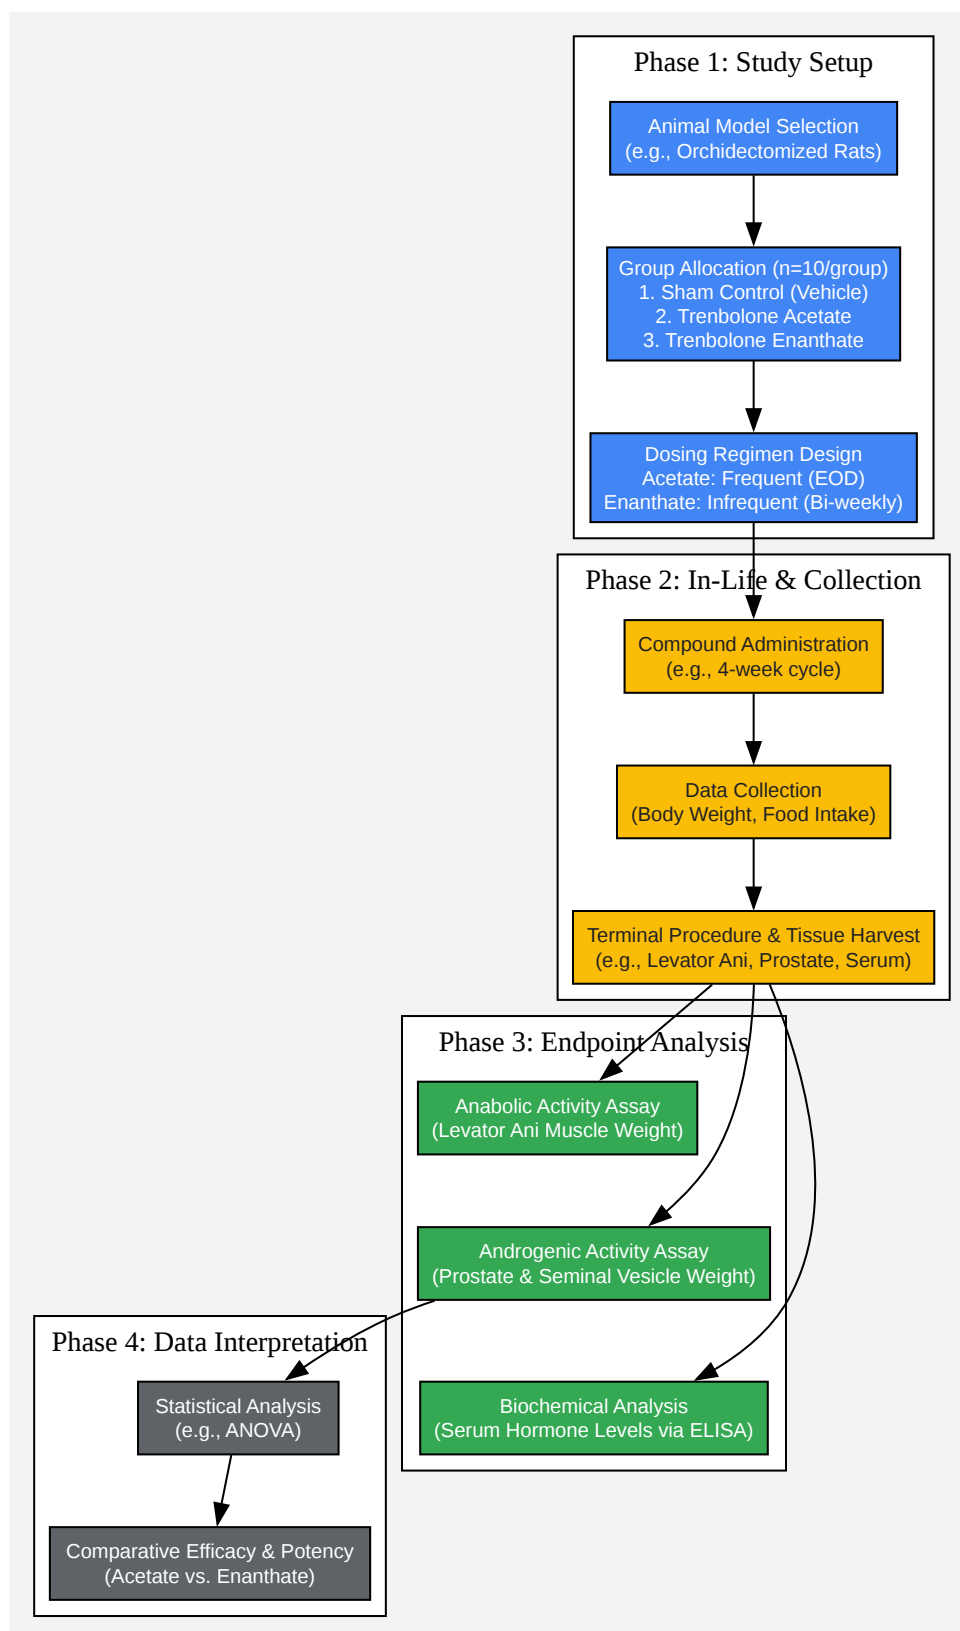 Phase 1: Study Setup
Animal Model Selection
(e.g., Orchidectomized Rats)
Group Allocation (n=10/group)
1. Sham Control (Vehicle)
2. Trenbolone Acetate
3. Trenbolone Enanthate
Dosing Regimen Design
Acetate: Frequent (EOD)
Enanthate: Infrequent (Bi-weekly)
Phase 2: In-Life & Collection
Compound Administration
(e.g., 4-week cycle)
Data Collection
(Body Weight, Food Intake)
Terminal Procedure & Tissue Harvest
(e.g., Levator Ani, Prostate, Serum)
Phase 3: Endpoint Analysis
Anabolic Activity Assay
(Levator Ani Muscle Weight)
Androgenic Activity Assay
(Prostate & Seminal Vesicle Weight)
Biochemical Analysis
(Serum Hormone Levels via ELISA)
Phase 4: Data Interpretation
Statistical Analysis
(e.g., ANOVA)
Comparative Efficacy & Potency
(Acetate vs. Enanthate)